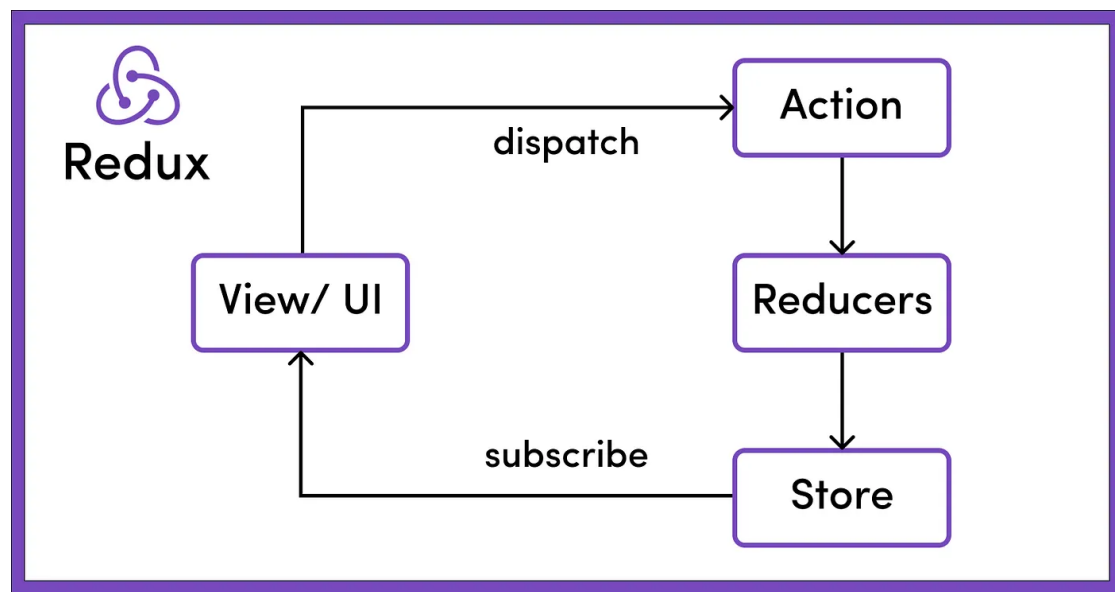 Redux
Action
dispatch
View/ UI
Reducers
subscribe
Store